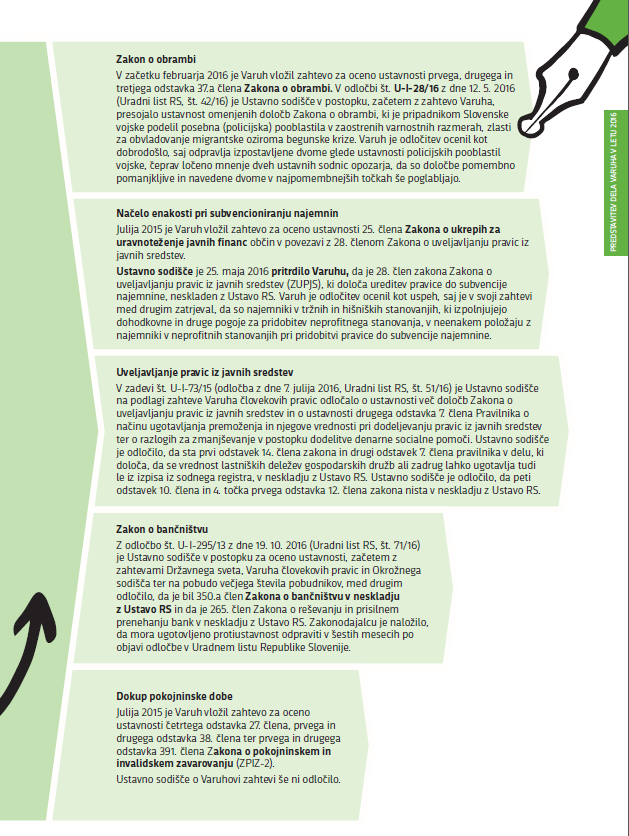 Zakon o obrambi
V začetku februarja 2016 je Varuh vložil zahtevo za oceno ustavnosti prvega, drugega in
tretjega odstavka 37.a člena Zakona o obrambi. V odločbi št. U-I-28/16 z dne 12. 5. 2016
(Uradni list RS, št. 42/16) je Ustavno sodišče v postopku, začetem z zahtevo Varuha,
presojalo ustavnost omenjenih določb Zakona o obrambi, ki je pripadnikom Slovenske
vojske podelil posebna (policijska) pooblastila v zaostrenih varnostnih razmerah, zlasti
za obvladovanje migrantske oziroma begunske krize. Varuh je odločitev ocenil kot
dobrodošlo, saj odpravlja izpostavljene dvome glede ustavnosti policijskih pooblastil
vojske, čeprav ločeno mnenje dveh ustavnih sodnic opozarja, da so določbe pomembno
pomanjkljive in navedene dvome v najpomembnejših točkah še poglabljajo.
Načelo enakosti pri subvencioniranju najemnin
Julija 2015 je Varuh vložil zahtevo za oceno ustavnosti 25. člena Zakona o ukrepih za
uravnoteženje javnih financ občin v povezavi z 28. členom Zakona o uveljavljanju pravic iz
javnih sredstev.
Ustavno sodišče je 25. maja 2016 pritrdilo Varuhu, da je 28. člen zakona Zakona o
uveljavljanju pravic iz javnih sredstev (ZUPJS), ki določa ureditev pravice do subvencije
najemnine, neskladen z Ustavo RS. Varuh je odločitev ocenil kot uspeh, saj je v svoji zahtevi
med drugim zatrjeval, da so najemniki v tržnih in hišniških stanovanjih, ki izpolnjujejo
dohodkovne in druge pogoje za pridobitev neprofitnega stanovanja, v neenakem položaju z
najemniki v neprofitnih stanovanjih pri pridobitvi pravice do subvencije najemnine.
Uveljavljanje pravic iz javnih sredstev
V zadevi št. U-I-73/15 (odločba z dne 7. julija 2016, Uradni list RS, št. 51/16) je Ustavno sodišče
na podlagi zahteve Varuha človekovih pravic odločalo o ustavnosti več določb Zakona o
uveljavljanju pravic iz javnih sredstev in o ustavnosti drugega odstavka 7. člena Pravilnika o
načinu ugotavljanja premoženja in njegove vrednosti pri dodeljevanju pravic iz javnih sredstev
ter o razlogih za zmanjševanje v postopku dodelitve denarne socialne pomoči. Ustavno sodišče
je odločilo, da sta prvi odstavek 14. člena zakona in drugi odstavek 7. člena pravilnika v delu, ki
določa, da se vrednost lastniških deležev gospodarskih družb ali zadrug lahko ugotavlja tudi
le iz izpisa iz sodnega registra, v neskladju z Ustavo RS. Ustavno sodišče je odločilo, da peti
odstavek 10. člena in 4. točka prvega odstavka 12. člena zakona nista v neskladju z Ustavo RS.
Zakon o bančništvu
Z odločbo št. U-I-295/13 z dne 19. 10. 2016 (Uradni list RS, št. 71/16)
je Ustavno sodišče v postopku za oceno ustavnosti, začetem z
zahtevami Državnega sveta, Varuha človekovih pravic in Okrožnega
sodišča ter na pobudo večjega števila pobudnikov, med drugim
odločilo, da je bil 350.a člen Zakona o bančništvu v neskladju
z Ustavo RS in da je 265. člen Zakona o reševanju in prisilnem
prenehanju bank v neskladju z Ustavo RS. Zakonodajalcu je naložilo,
da mora ugotovljeno protiustavnost odpraviti v šestih mesecih po
objavi odločbe v Uradnem listu Republike Slovenije.
Dokup pokojninske dobe
Julija 2015 je Varuh vložil zahtevo za oceno
ustavnosti četrtega odstavka 27. člena, prvega in
drugega odstavka 38. člena ter prvega in drugega
odstavka 391. člena Zakona o pokojninskem in
invalidskem zavarovanju (ZPIZ-2).
Ustavno sodišče o Varuhovi zahtevi še ni odločilo.
PREDSTAVITEV DELA VARUHA V LETU 2016